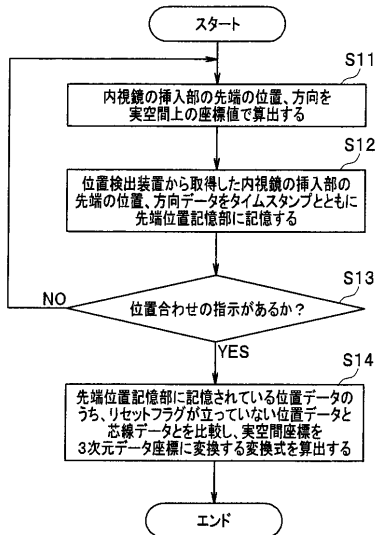 スタート
S11
内視鏡の挿入部の先端の位置、方向を
実空間上の座標値で算出する
S12
位置検出装置から取得した内視鏡の挿入部の
先端の位置、方向データをタイムスタンプとともに
先端位置記憶部に記憶する
S13
位置合わせの指示があるか?
NO
YES
S14
先端位置記憶部に記憶されている位置データの
うち、リセットフラグが立っていない位置データと
芯線データとを比較し、実空間座標を
3次元データ座標に変換する変換式を算出する
エンド